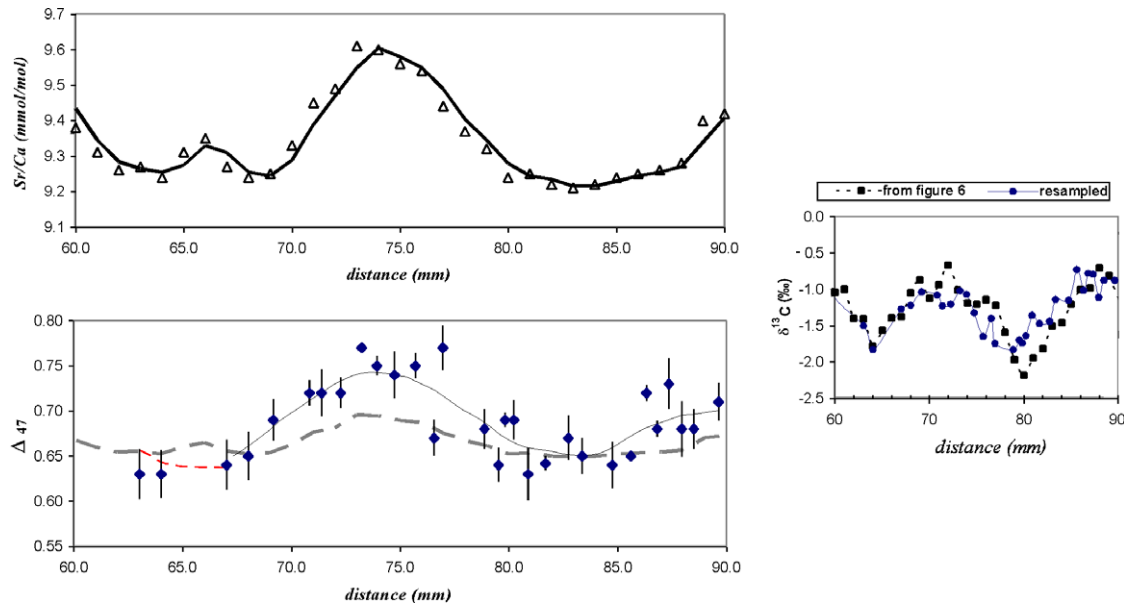 9.7
9.6
9.5
9.4
9.3
9.2
9.1
Sr/Ca (mmol/mol)
60.0 65.0 70.0 75.0 80.0 85.0 90.0
distance (mm)
0.80
0.75
0.70
0.65
0.60
0.55
Δ47
60.0 65.0 70.0 75.0 80.0 85.0 90.0
distance (mm)
from figure 6 resampled
0.0
-0.5
-1.0
-1.5
-2.0
-2.5
δ13C (‰)
60 70 80 90
distance (mm)